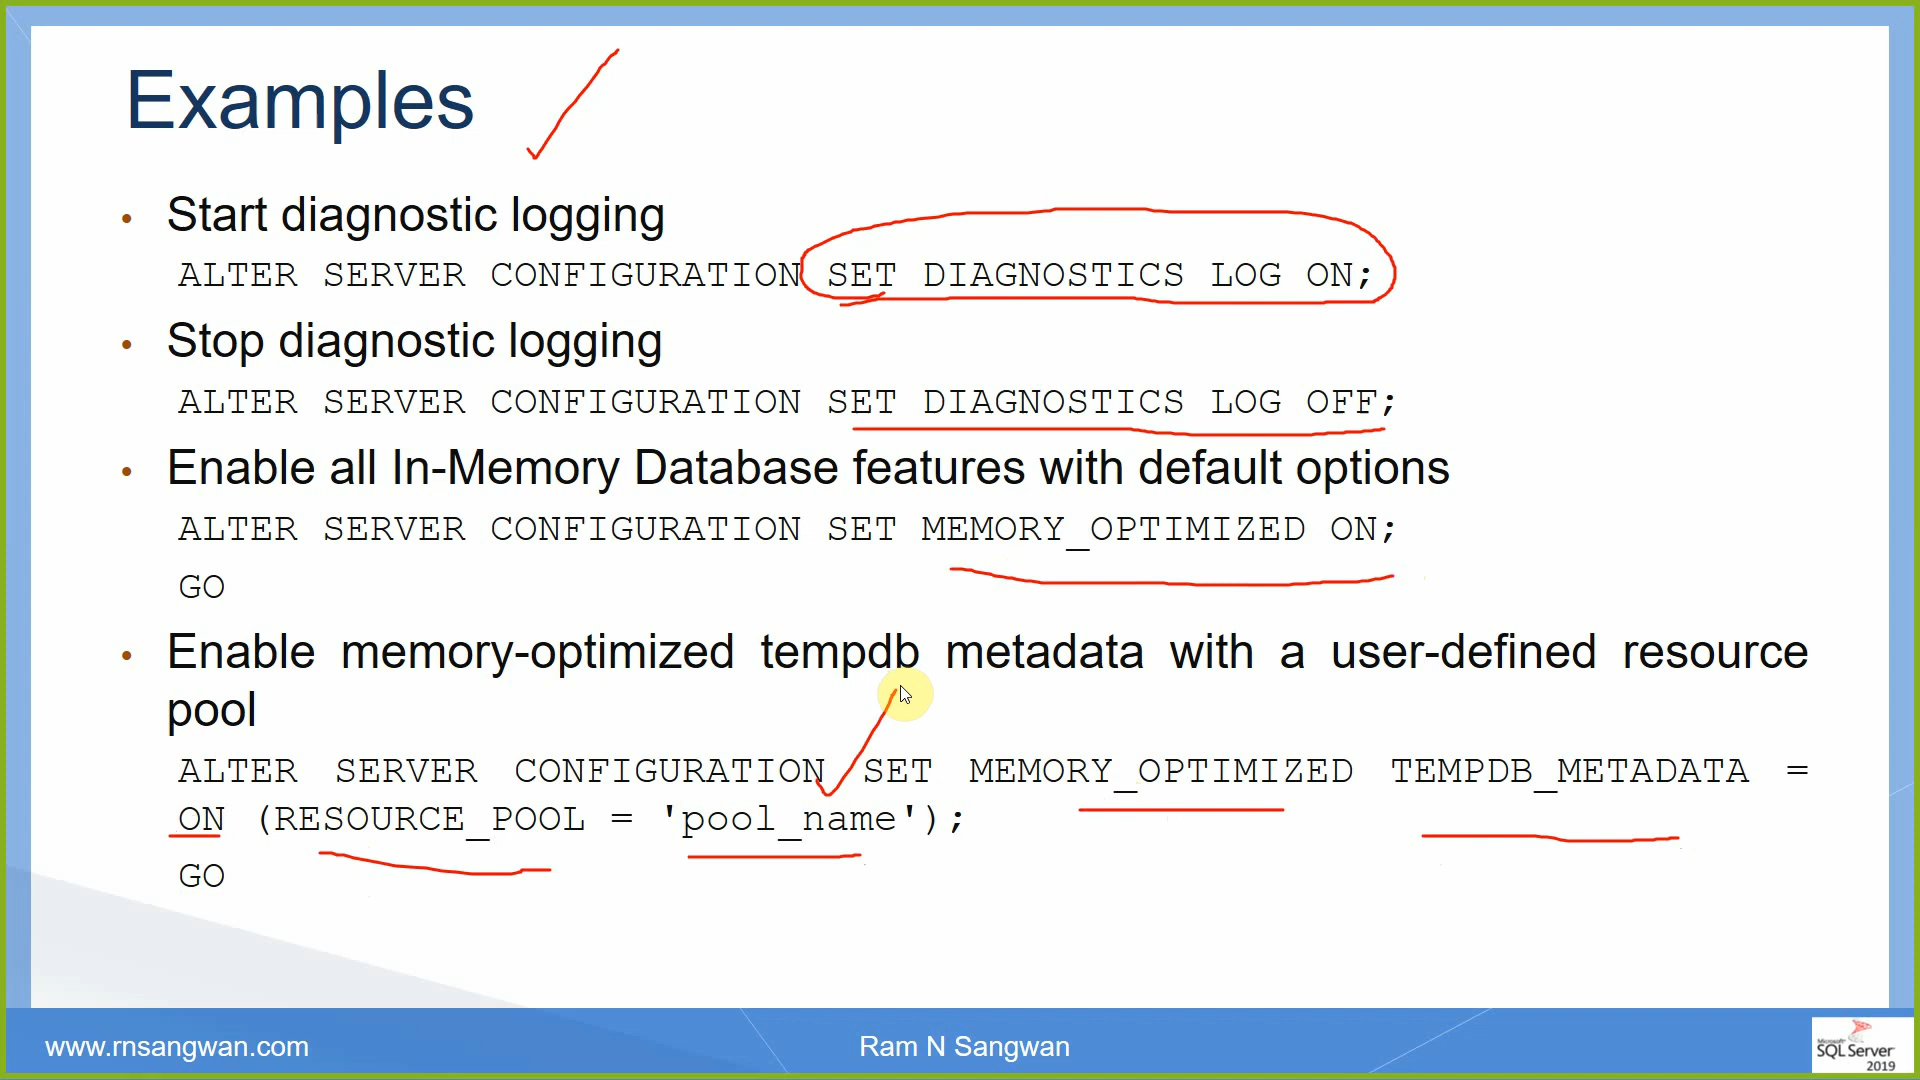 Examples
• Start diagnostic logging
ALTER SERVER CONFIGURATION SET DIAGNOSTICS LOG ON;
• Stop diagnostic logging
ALTER SERVER CONFIGURATION SET DIAGNOSTICS LOG OFF;
• Enable all In-Memory Database features with default options
ALTER SERVER CONFIGURATION SET MEMORY_OPTIMIZED ON;
GO
• Enable memory-optimized tempdb metadata with a user-defined resource
pool
ALTER SERVER CONFIGURATION SET MEMORY_OPTIMIZED TEMPDB_METADATA =
ON (RESOURCE_POOL = 'pool_name');
GO
www.rnsangwan.com
Ram N Sangwan
Microsoft
SQL Server
2019